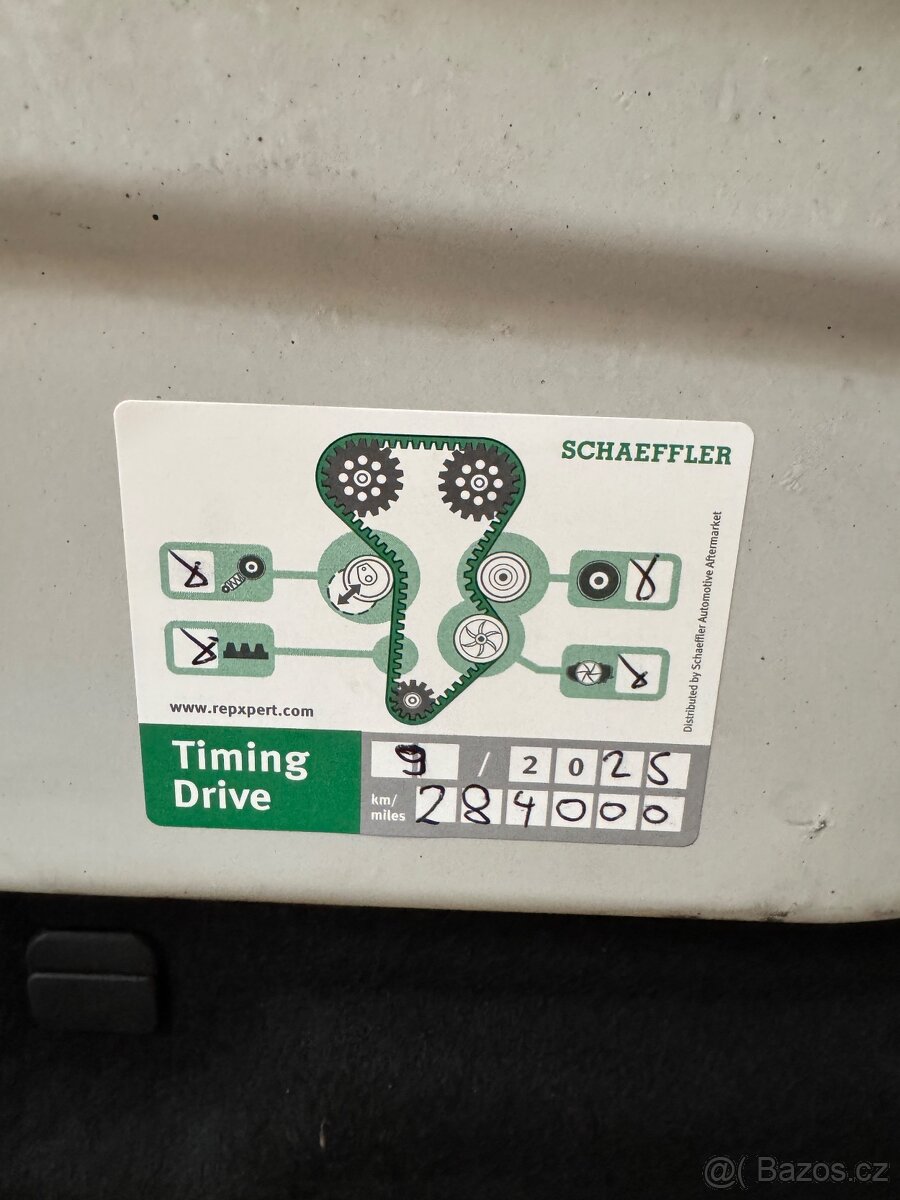 SCHAEFFLER
Distributed by Schaeffler Automotive Aftermarket
www.repxpert.com
Timing
Drive
9 / 2025
km/
miles 284000
@( Bazos.cz